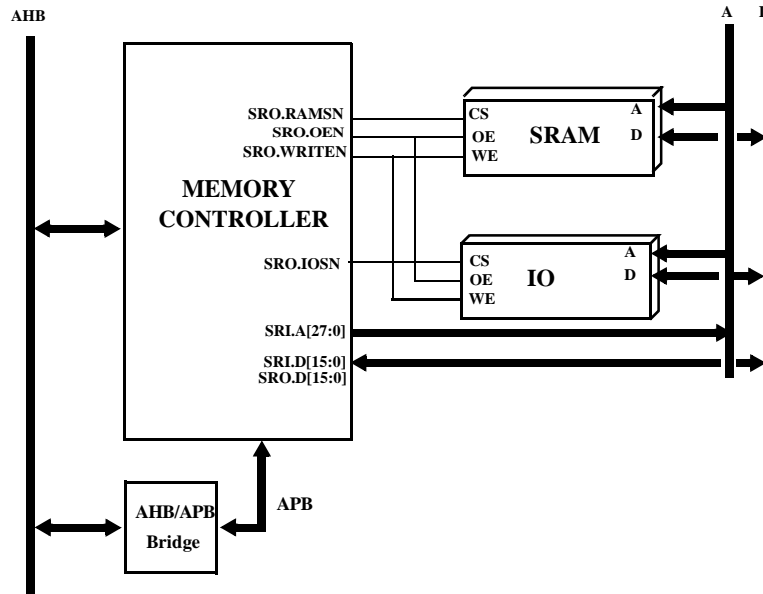 AHB
A
SRO.RAMSN
SRO.OEN
SRO.WRITEN
MEMORY
CONTROLLER
SRO.IOSN
SRI.A[27:0]
SRI.D[15:0]
SRO.D[15:0]
CS
OE
WE
SRAM
A
D
CS
OE
WE
IO
A
D
AHB/APB
Bridge
APB